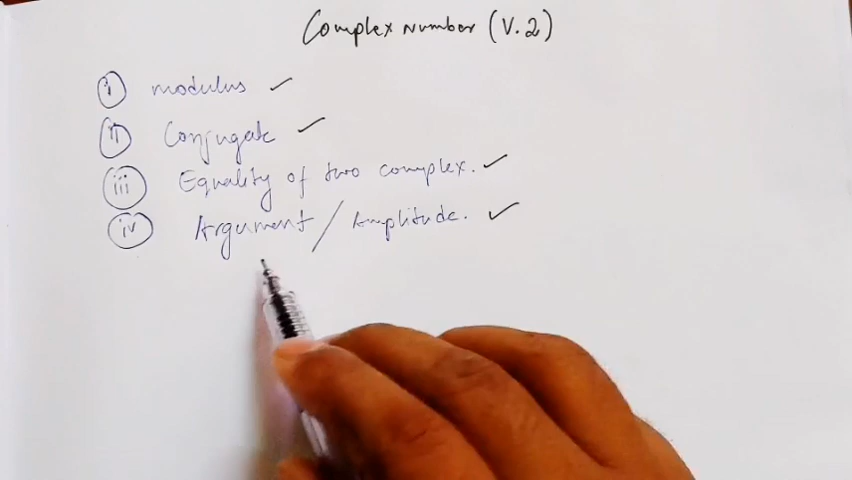 Complex number (V.2)
i modulus ✓
ii Conjugate ✓
iii Equality of two complex. ✓
iv Argument / Amplitude. ✓